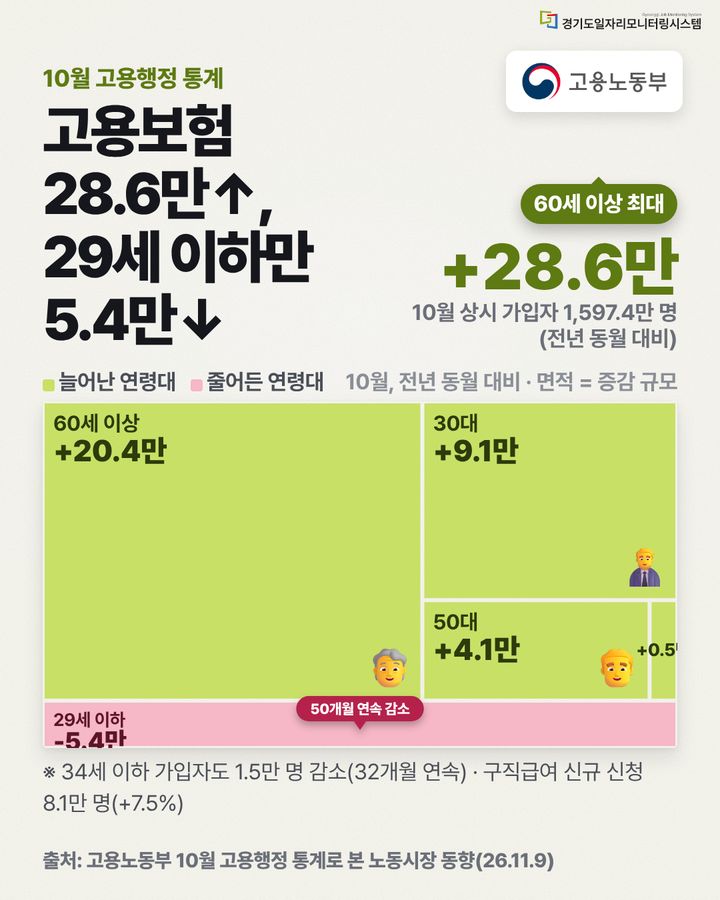 경기도일자리모니터링시스템
고용노동부
10월 고용행정 통계
고용보험
28.6만↑,
29세 이하만
5.4만↓
60세 이상 최대
+28.6만
10월 상시 가입자 1,597.4만 명
(전년 동월 대비)
늘어난 연령대 줄어든 연령대 10월, 전년 동월 대비 · 면적 = 증감 규모
60세 이상
+20.4만
30대
+9.1만
50대
+4.1만
+0.5
50개월 연속 감소
29세 이하
-5.4만
※ 34세 이하 가입자도 1.5만 명 감소(32개월 연속) · 구직급여 신규 신청
8.1만 명(+7.5%)
출처: 고용노동부 10월 고용행정 통계로 본 노동시장 동향(26.11.9)